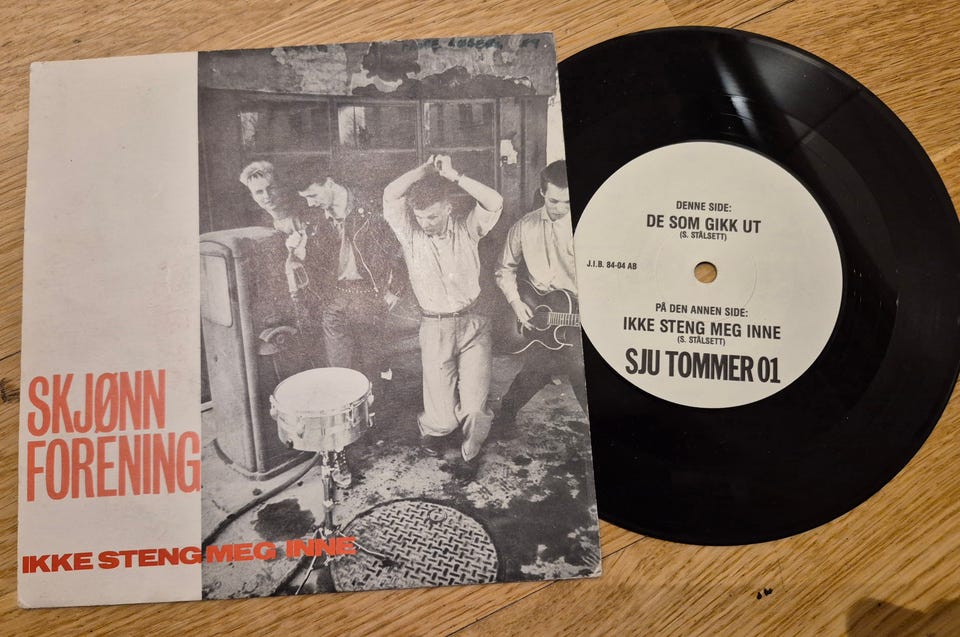 SKJØNN
FORENING
IKKE STENG MEG INNE
DENNE SIDE:
DE SOM GIKK UT
(S. STÅLSETT)
J.I.B. 84-04 AB
PÅ DEN ANNEN SIDE:
IKKE STENG MEG INNE
(S. STÅLSETT)
SJU TOMMER 01